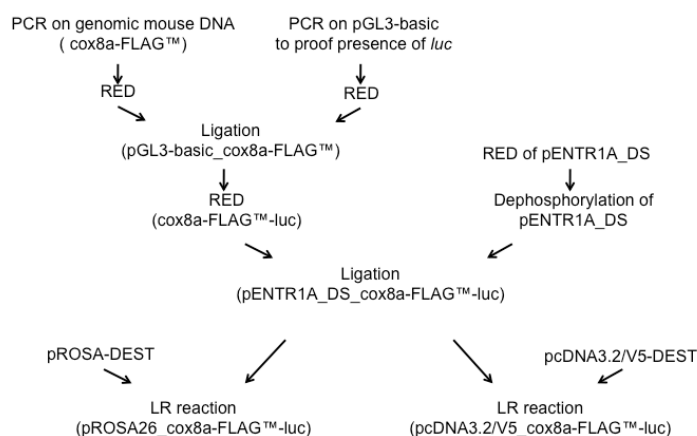 PCR on genomic mouse DNA
( cox8a-FLAG™)
PCR on pGL3-basic
to proof presence of luc
RED
RED
Ligation
(pGL3-basic_cox8a-FLAG™)
RED of pENTR1A_DS
RED
(cox8a-FLAG™-luc)
Dephosphorylation of
pENTR1A_DS
Ligation
(pENTR1A_DS_cox8a-FLAG™-luc)
pROSA-DEST
pcDNA3.2/V5-DEST
LR reaction
(pROSA26_cox8a-FLAG™-luc)
LR reaction
(pcDNA3.2/V5_cox8a-FLAG™-luc)